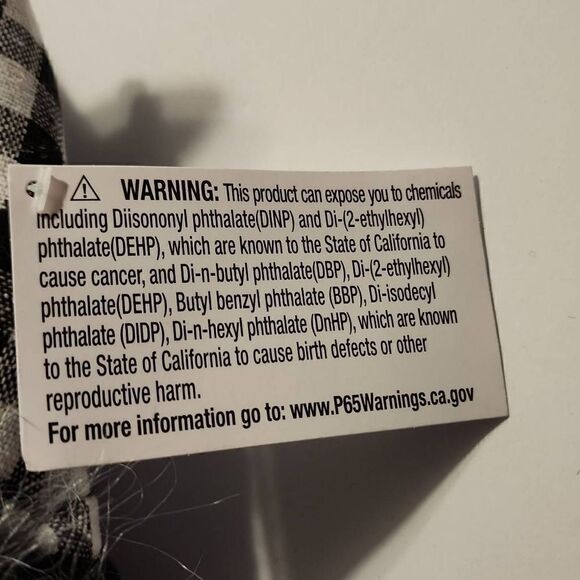 ⚠ WARNING: This product can expose you to chemicals
including Diisononyl phthalate(DINP) and Di-(2-ethylhexyl)
phthalate(DEHP), which are known to the State of California to
cause cancer, and Di-n-butyl phthalate(DBP), Di-(2-ethylhexyl)
phthalate(DEHP), Butyl benzyl phthalate (BBP), Di-isodecyl
phthalate (DIDP), Di-n-hexyl phthalate (DnHP), which are known
to the State of California to cause birth defects or other
reproductive harm.
For more information go to: www.P65Warnings.ca.gov